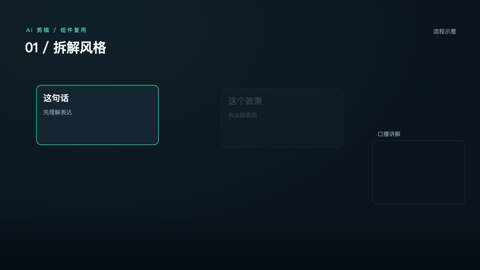 AI 剪辑 / 组件复用
01 / 拆解风格
流程示意
这句话
先理解表达
这个效果
口播讲解